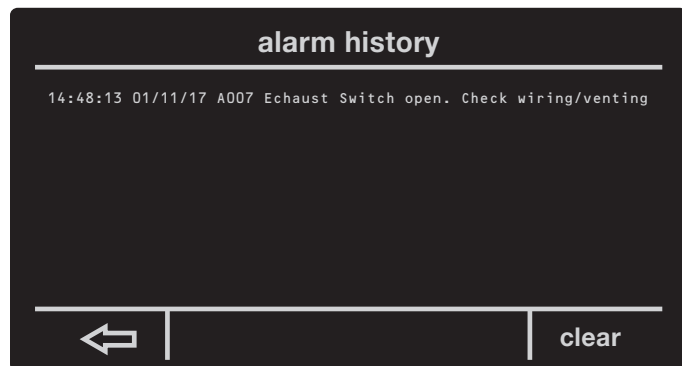 alarm history
14:48:13 01/11/17 A007 Echaust Switch open. Check wiring/venting
clear